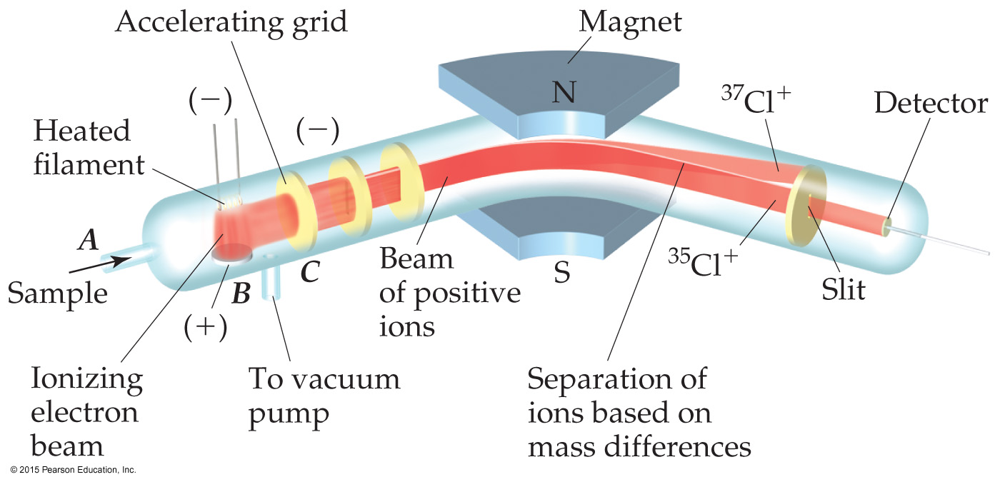 Accelerating grid
Magnet
N
(−)
(−)
Heated
filament
³⁷Cl⁺
Detector
A
Sample
B
C
(+)
Beam
of positive
ions
S
³⁵Cl⁺
Slit
Ionizing
electron
beam
To vacuum
pump
Separation of
ions based on
mass differences
© 2015 Pearson Education, Inc.